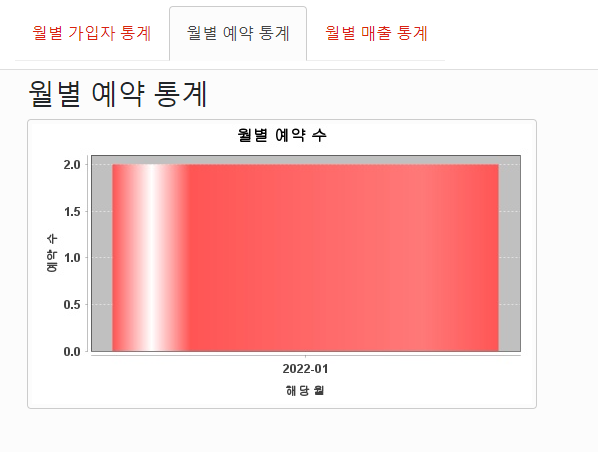 월별 가입자 통계
월별 예약 통계
월별 매출 통계
월별 예약 통계
월별 예약 수
2.0
1.5
1.0
0.5
0.0
예약 수
2022-01
해당 월